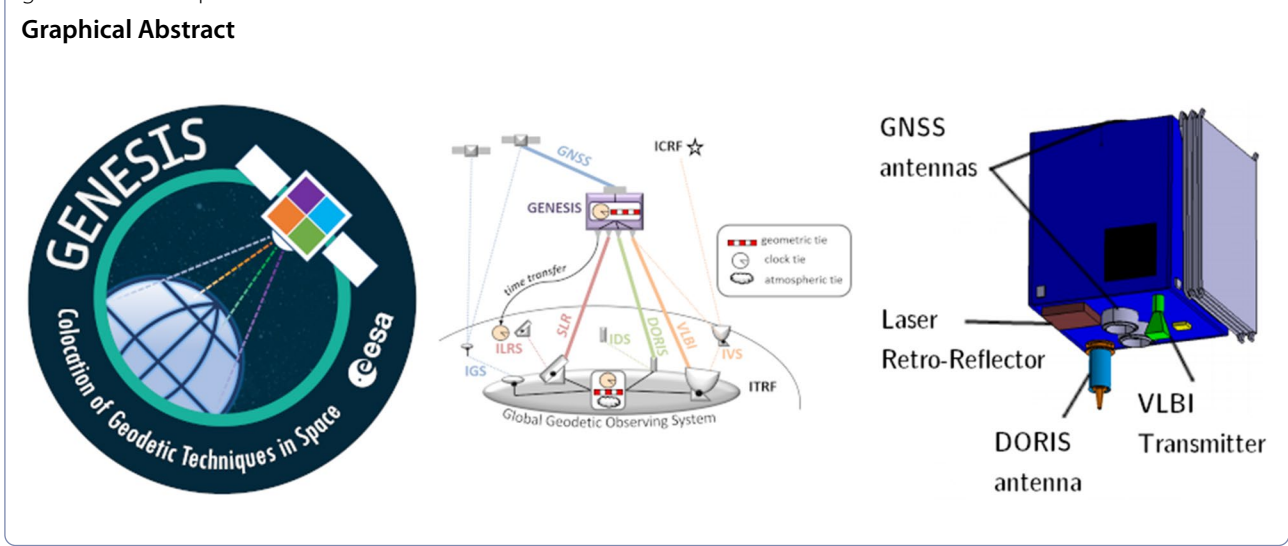 Graphical Abstract
GENESIS
Colocation of Geodetic Techniques in Space
esa
GNSS
ICRF
GENESIS
geometric tie
clock tie
atmospheric tie
time transfer
SLR
DORIS
VLBI
ILRS
IDS
IVS
IGS
ITRF
Global Geodetic Observing System
GNSS
antennas
Laser
Retro-Reflector
VLBI
Transmitter
DORIS
antenna